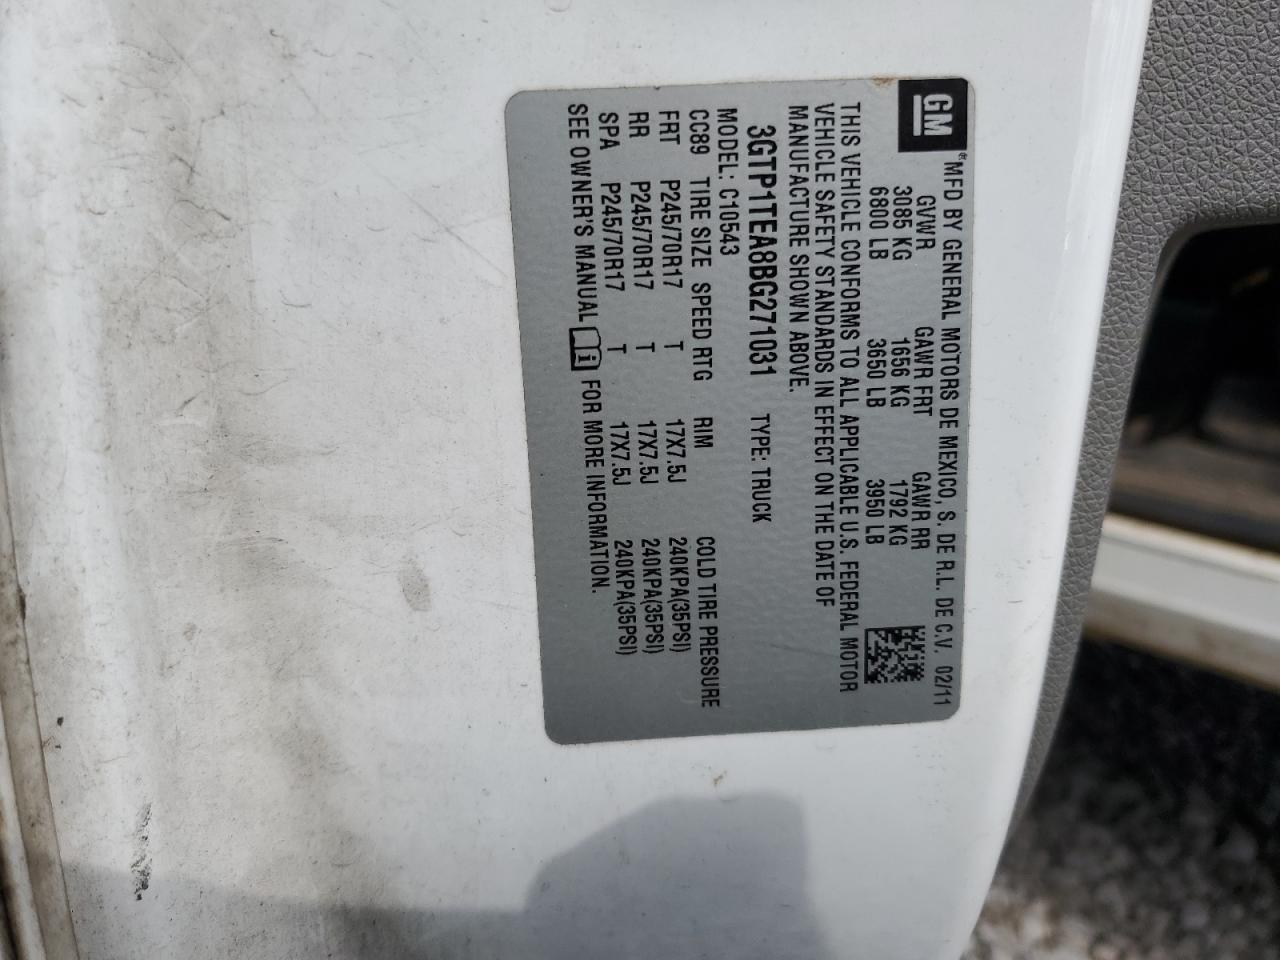 GM
® MFD BY GENERAL MOTORS DE MEXICO, S. DE R.L. DE C.V. 02/11
GVWR GAWR FRT GAWR RR
3085 KG 1656 KG 1792 KG
6800 LB 3650 LB 3950 LB
THIS VEHICLE CONFORMS TO ALL APPLICABLE U.S. FEDERAL MOTOR
VEHICLE SAFETY STANDARDS IN EFFECT ON THE DATE OF
MANUFACTURE SHOWN ABOVE.
3GTP1TEA8BG271031 TYPE: TRUCK
MODEL: C10543
CC89 TIRE SIZE SPEED RTG RIM COLD TIRE PRESSURE
FRT P245/70R17 T 17X7.5J 240KPA(35PSI)
RR P245/70R17 T 17X7.5J 240KPA(35PSI)
SPA P245/70R17 T 17X7.5J 240KPA(35PSI)
SEE OWNER'S MANUAL i FOR MORE INFORMATION.